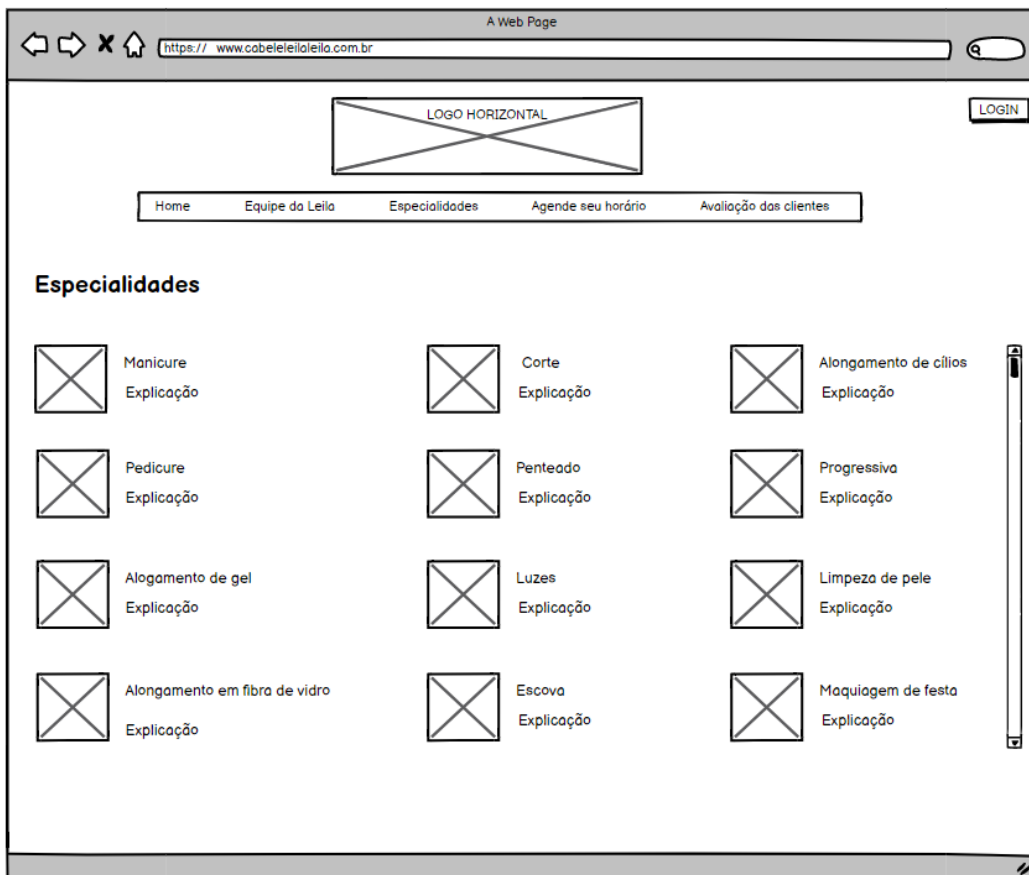 A Web Page
https:// www.cabeleleilaleila.com.br
LOGO HORIZONTAL
LOGIN
Home Equipe da Leila Especialidades Agende seu horário Avaliação das clientes
Especialidades
Manicure
Explicação
Corte
Explicação
Alongamento de cílios
Explicação
Pedicure
Explicação
Penteado
Explicação
Progressiva
Explicação
Alogamento de gel
Explicação
Luzes
Explicação
Limpeza de pele
Explicação
Alongamento em fibra de vidro
Explicação
Escova
Explicação
Maquiagem de festa
Explicação